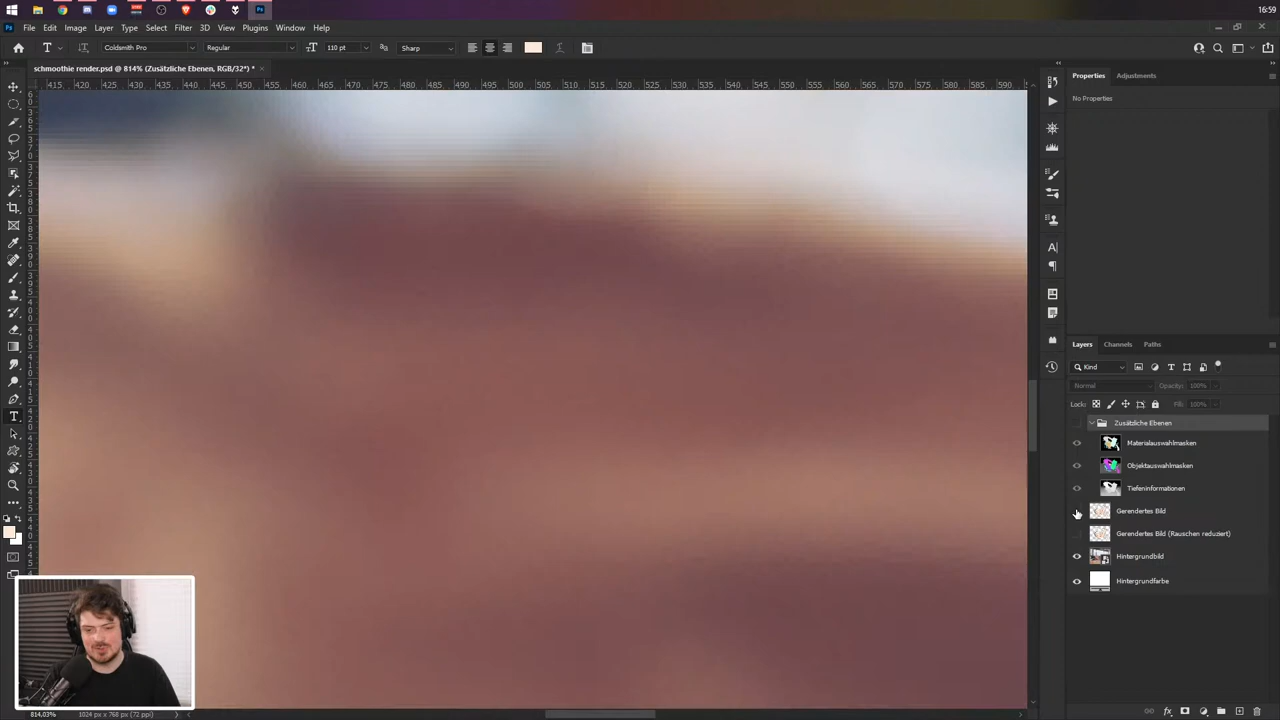 16:59
File Edit Image Layer Type Select Filter 3D View Plugins Window Help
Coldsmith Pro Regular 110 pt Sharp
smoothie render.psd @ 814% (Zusätzliche Ebenen, RGB/32*) *
415 420 425 430 435 440 445 450 455 460 465 470 475 480 485 490 495 500 505 510 515 520 525 530 535 540 545 550 555 560 565 570 575 580 585 590
Properties Adjustments
No Properties
Layers Channels Paths
Kind
Normal Opacity: 100%
Lock: Fill: 100%
Zusätzliche Ebenen
Materialauswahlmasken
Objektauswahlmasken
Tiefeninformationen
Gerendertes Bild
Gerendertes Bild (Rauschen reduziert)
Hintergrundbild
Hintergrundfarbe
814,03% 1024 px x 768 px (72 ppi)